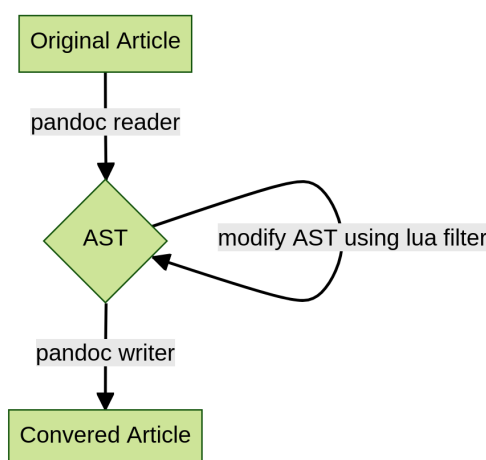 Original Article
pandoc reader
AST
modify AST using lua filter
pandoc writer
Convered Article